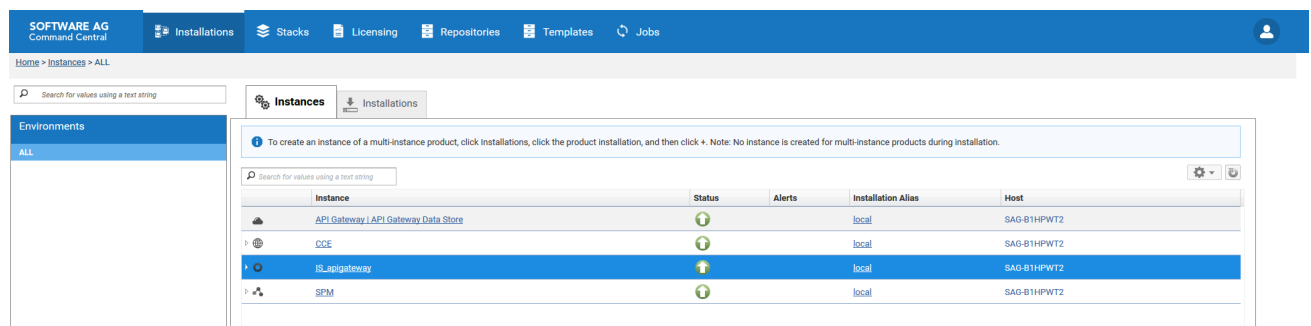 SOFTWARE AG
Command Central
Installations
Stacks
Licensing
Repositories
Templates
Jobs
Home > Instances > ALL
Search for values using a text string
Instances
Installations
Environments
ALL
To create an instance of a multi-instance product, click Installations, click the product installation, and then click +. Note: No instance is created for multi-instance products during installation.
Search for values using a text string
Instance Status Alerts Installation Alias Host
API Gateway | API Gateway Data Store local SAG-B1HPWT2
CCE local SAG-B1HPWT2
IS_apigateway local SAG-B1HPWT2
SPM local SAG-B1HPWT2